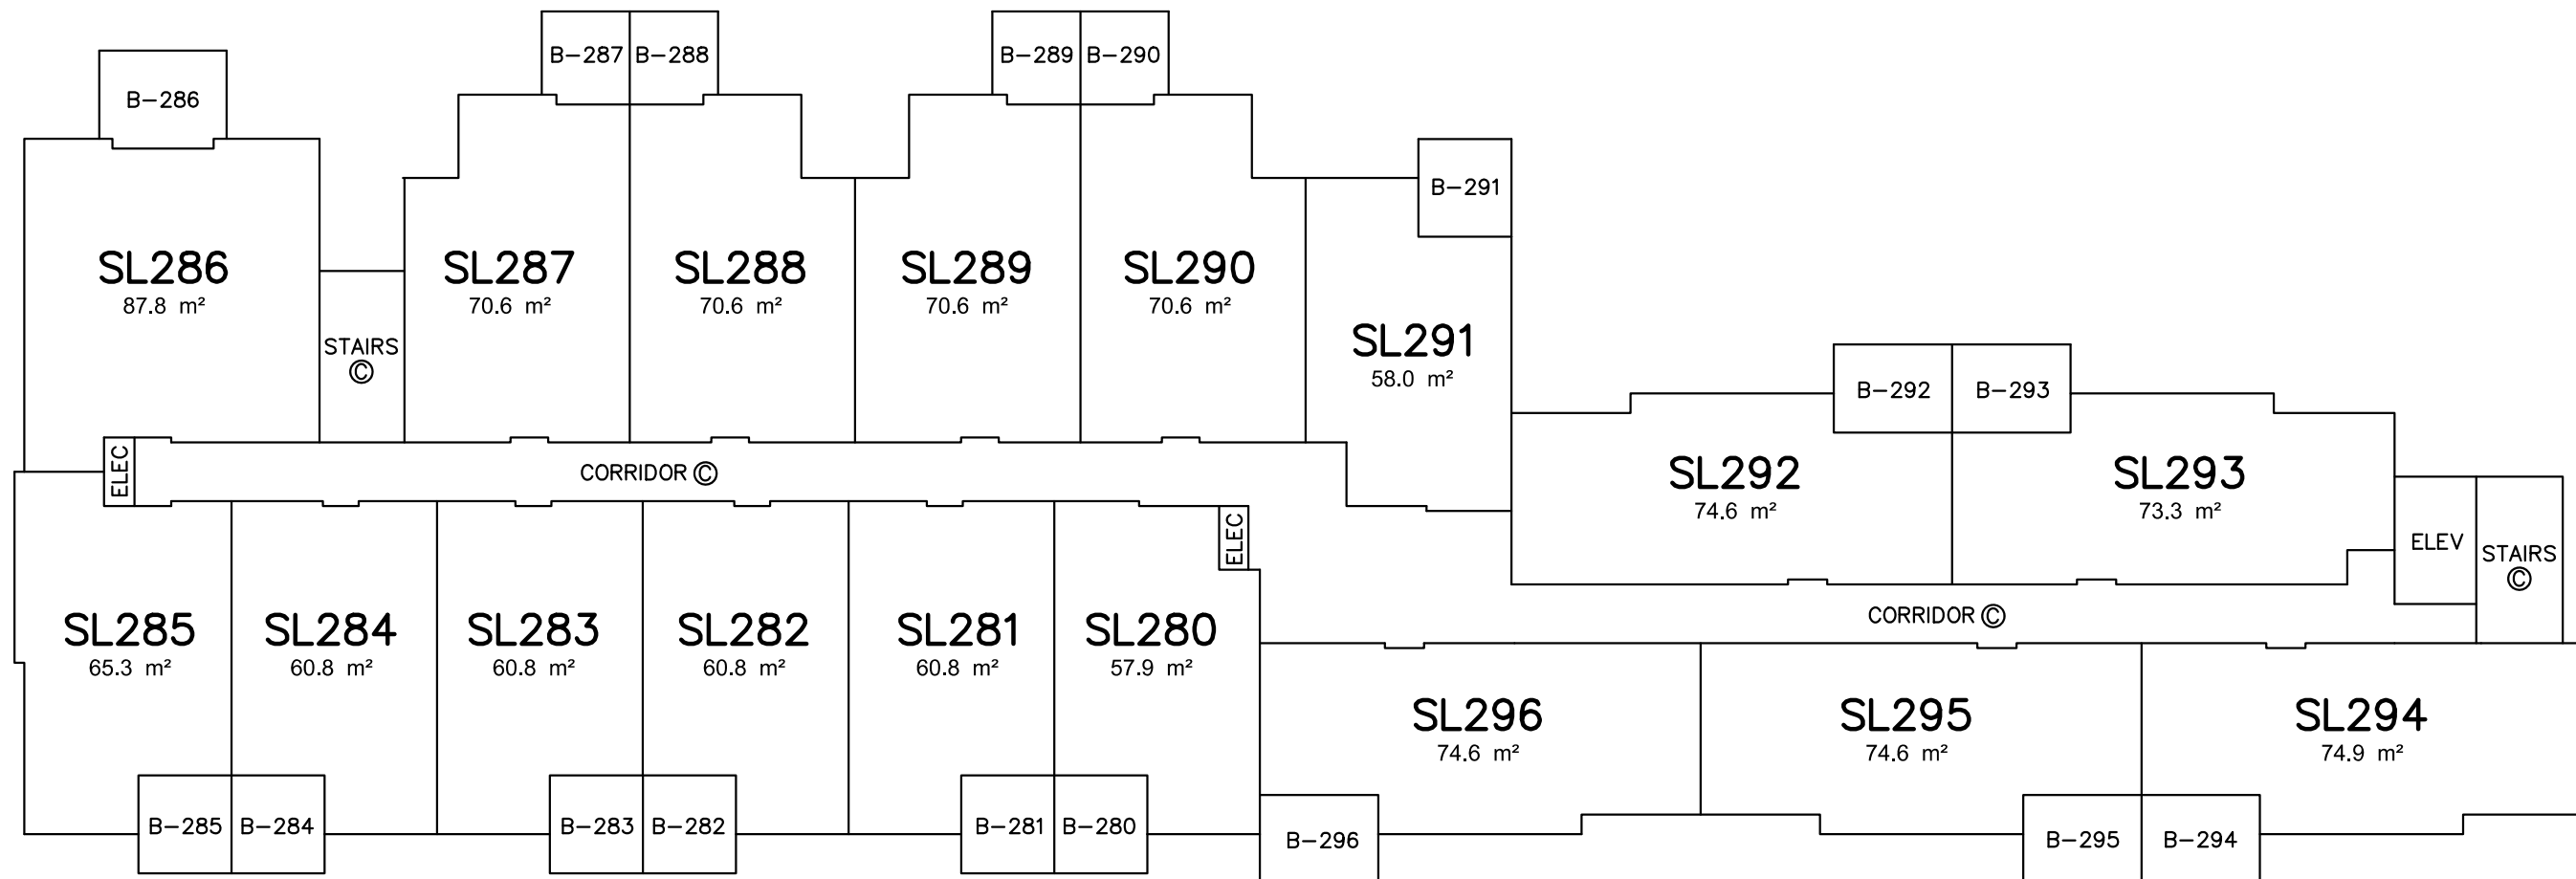 B-287 B-288
B-289 B-290
B-286
B-291
SL286
87.8 m²
SL287
70.6 m²
SL288
70.6 m²
SL289
70.6 m²
SL290
70.6 m²
STAIRS
©
SL291
58.0 m²
B-292 B-293
ELEC
CORRIDOR ©
SL292
74.6 m²
SL293
73.3 m²
ELEC
ELEV
STAIRS
©
CORRIDOR ©
SL285
65.3 m²
SL284
60.8 m²
SL283
60.8 m²
SL282
60.8 m²
SL281
60.8 m²
SL280
57.9 m²
SL296
74.6 m²
SL295
74.6 m²
SL294
74.9 m²
B-285 B-284
B-283 B-282
B-281 B-280
B-296
B-295 B-294